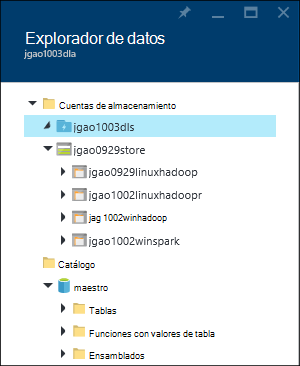 Explorador de datos
jgao1003dla
Cuentas de almacenamiento
jgao1003dls
jgao0929store
jgao0929linuxhadoop
jgao1002linuxhadoopr
jag 1002winhadoop
jgao1002winspark
Catálogo
maestro
Tablas
Funciones con valores de tabla
Ensamblados